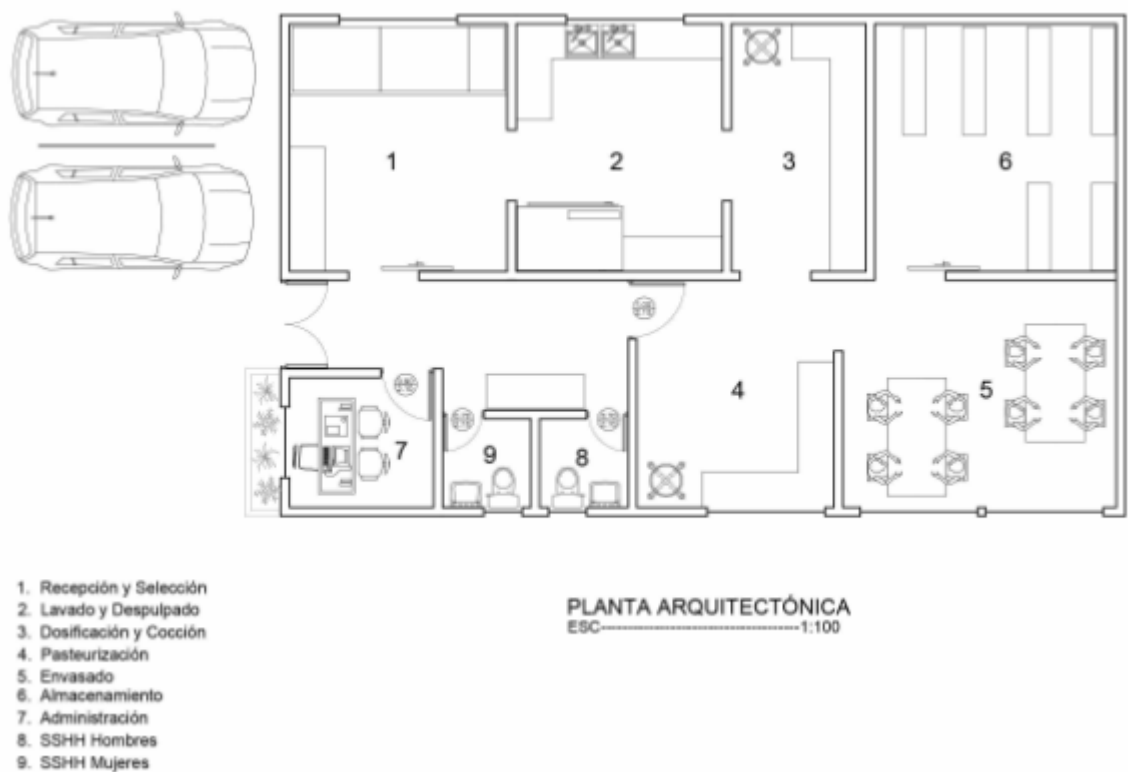 1
2
3
6
4
5
7
9
8
1. Recepción y Selección
2. Lavado y Despulpado
3. Dosificación y Cocción
4. Pasteurización
5. Envasado
6. Almacenamiento
7. Administración
8. SSHH Hombres
9. SSHH Mujeres
PLANTA ARQUITECTÓNICA
ESC------------------------------------1:100